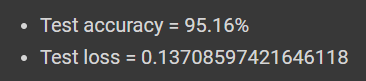 • Test accuracy = 95.16%
• Test loss = 0.13708597421646118